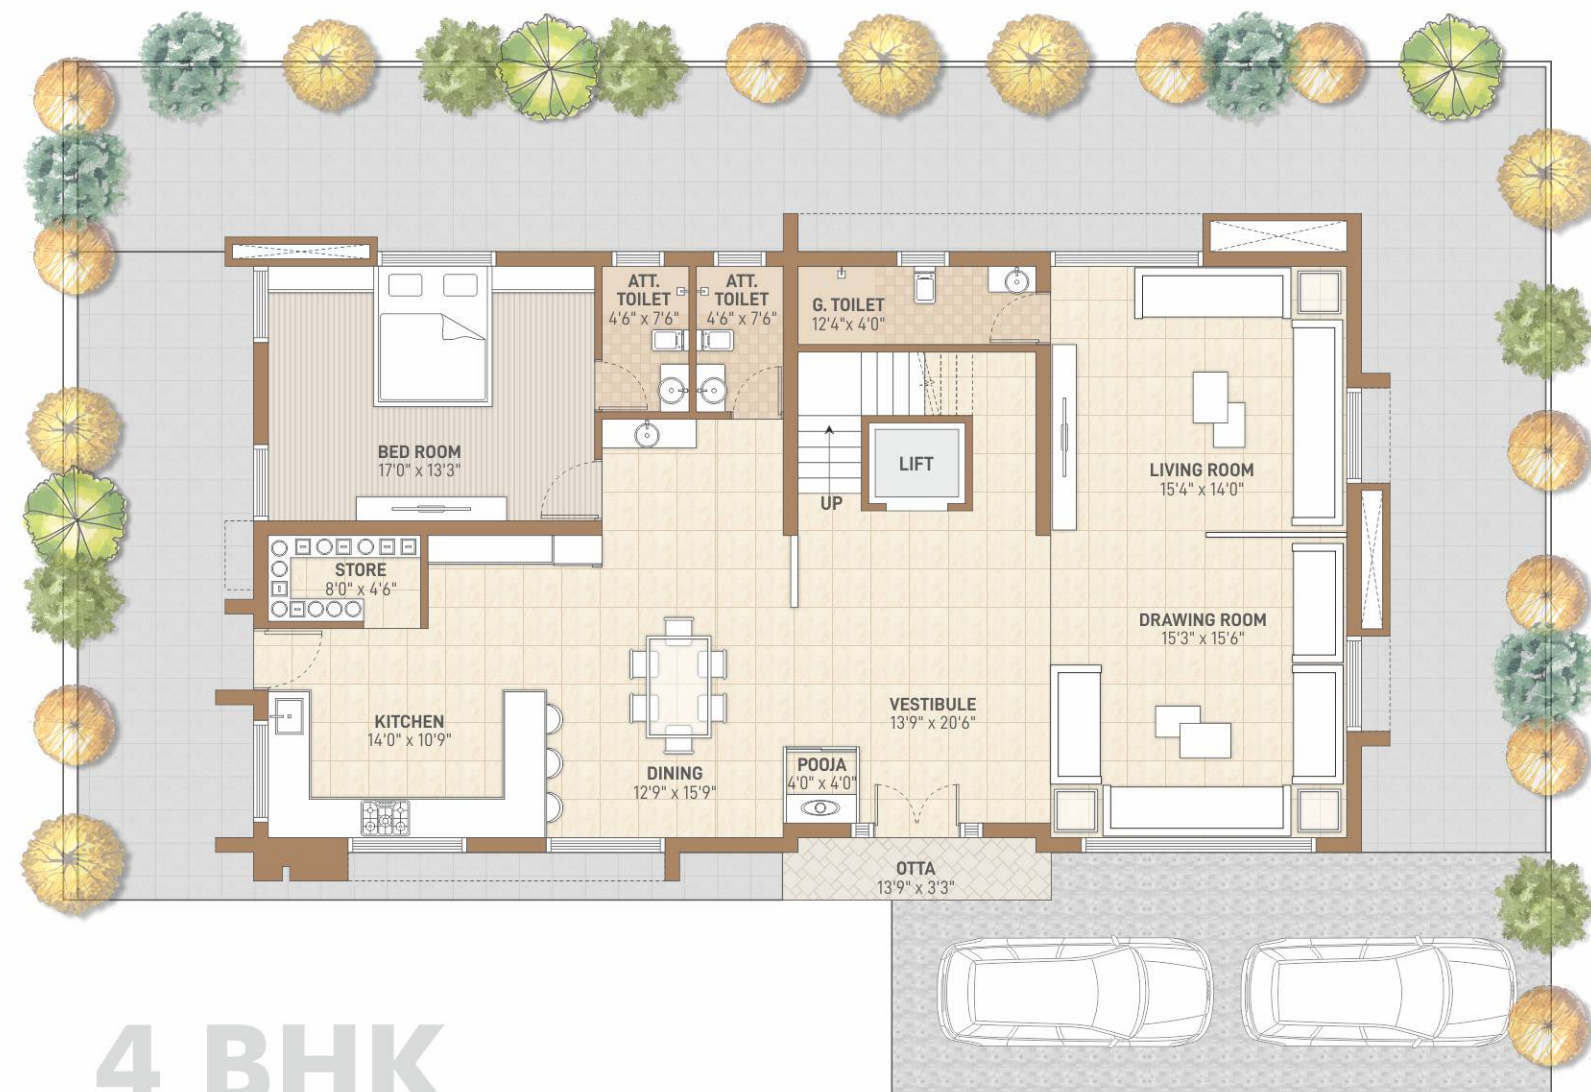 ATT.
TOILET
4'6" x 7'6"
ATT.
TOILET
4'6" x 7'6"
G. TOILET
12'4"x 4'0"
BED ROOM
17'0" x 13'3"
LIFT
UP
LIVING ROOM
15'4" x 14'0"
STORE
8'0" x 4'6"
DRAWING ROOM
15'3" x 15'6"
KITCHEN
14'0" x 10'9"
VESTIBULE
13'9" x 20'6"
DINING
12'9" x 15'9"
POOJA
4'0" x 4'0"
OTTA
13'9" x 3'3"
4 BHK